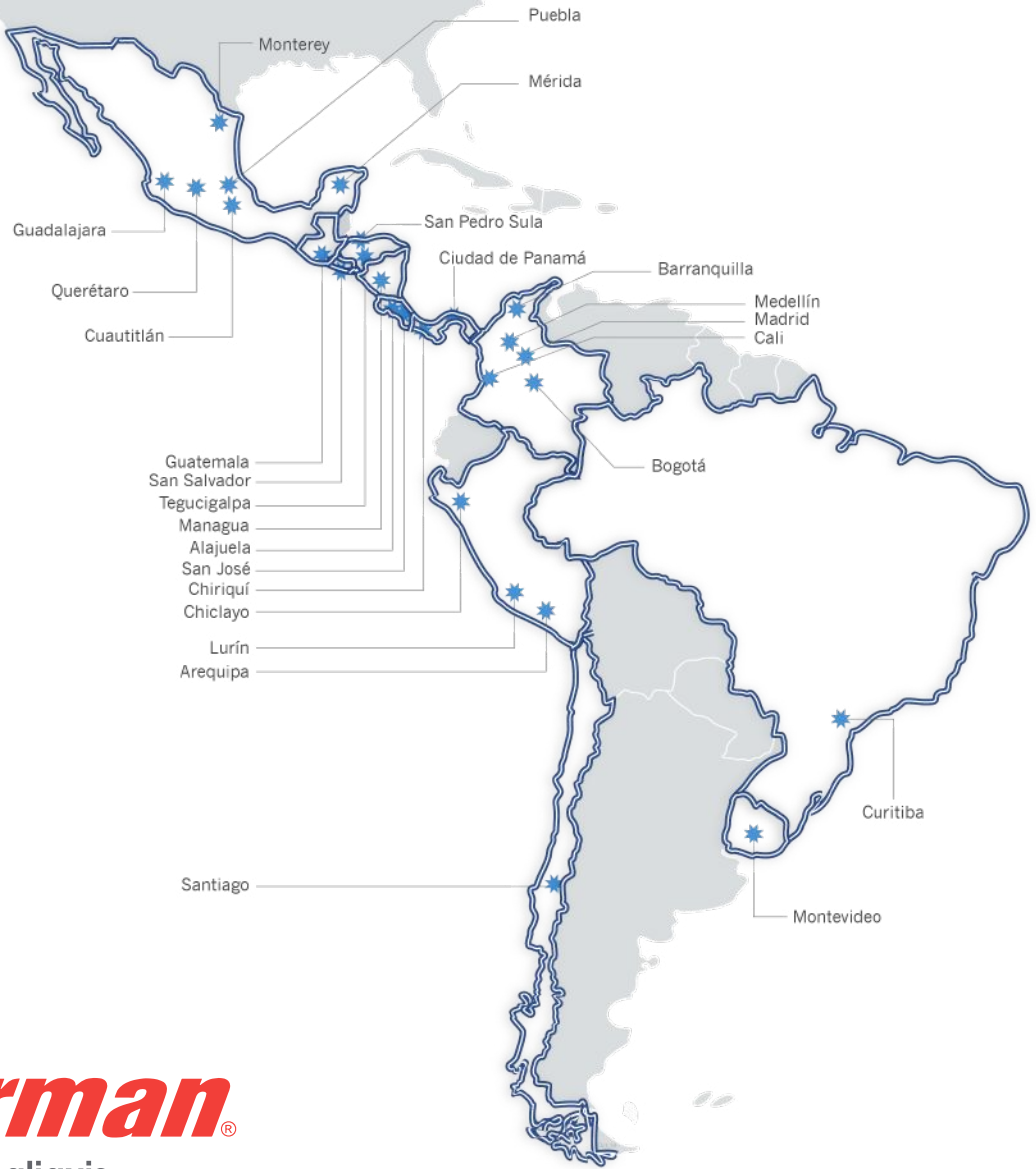 Puebla
Monterey
Mérida
San Pedro Sula
Guadalajara
Ciudad de Panamá
Barranquilla
Querétaro
Medellín
Madrid
Cuautitlán
Cali
Guatemala
Bogotá
San Salvador
Tegucigalpa
Managua
Alajuela
San José
Chiriquí
Chiclayo
Lurín
Arequipa
Curitiba
Santiago
Montevideo
rman®